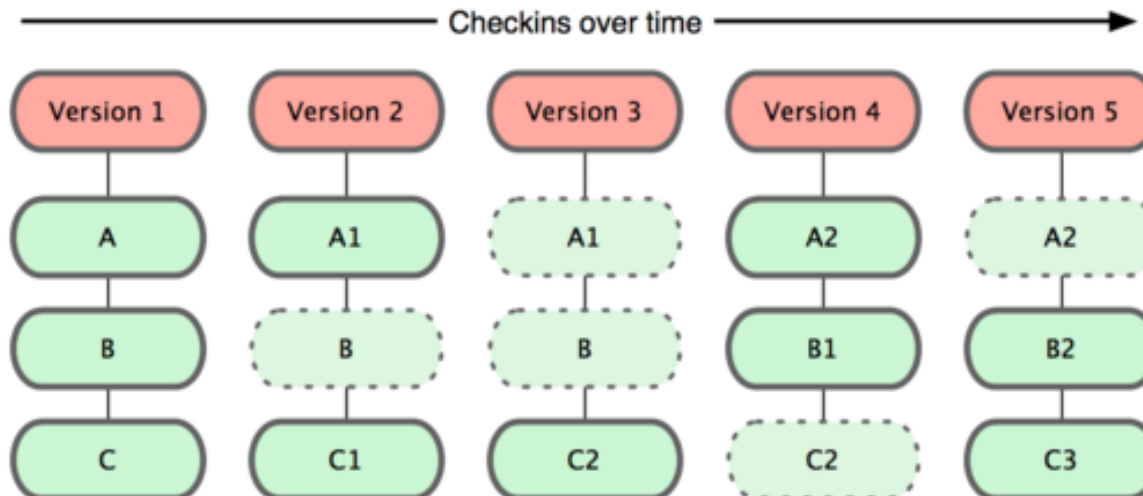 Checkins over time
Version 1 Version 2 Version 3 Version 4 Version 5
A A1 A1 A2 A2
B B B B1 B2
C C1 C2 C2 C3